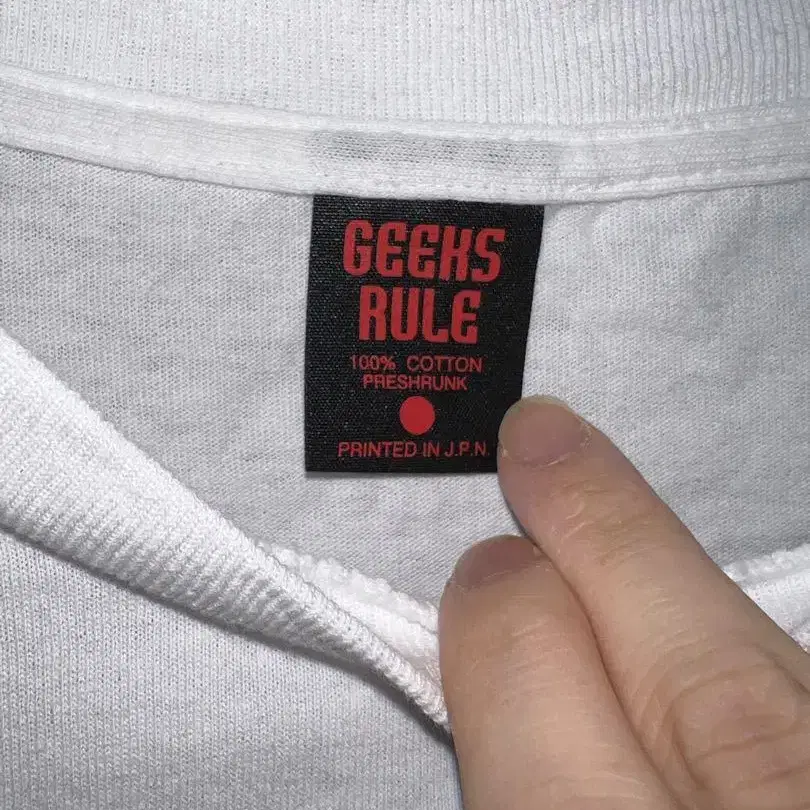 GEEKS
RULE
100% COTTON
PRESHRUNK
PRINTED IN J.P.N.